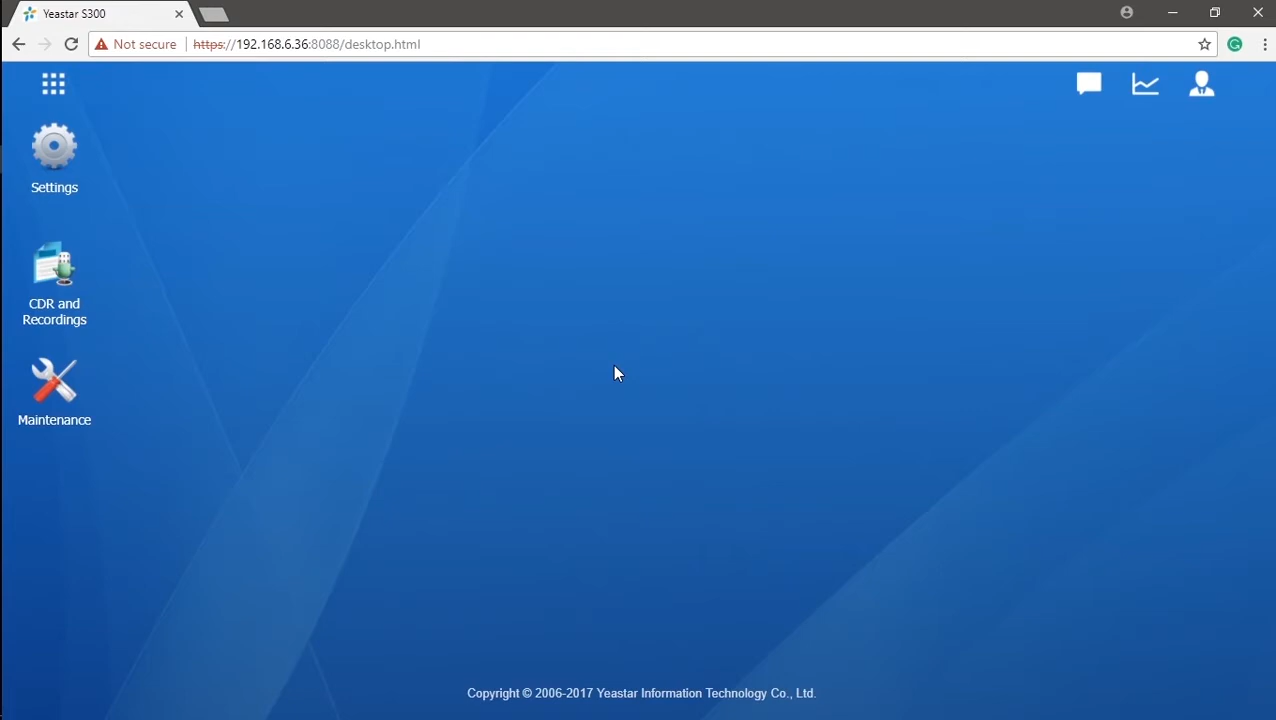 Yeastar S300
Not secure
https://192.168.6.36:8088/desktop.html
Settings
CDR and
Recordings
Maintenance
Copyright © 2006-2017 Yeastar Information Technology Co., Ltd.